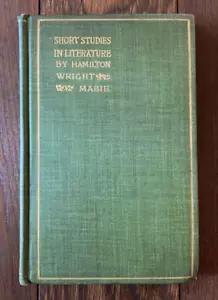 SHORT STUDIES
IN LITERATURE
BY HAMILTON
WRIGHT
MABIE